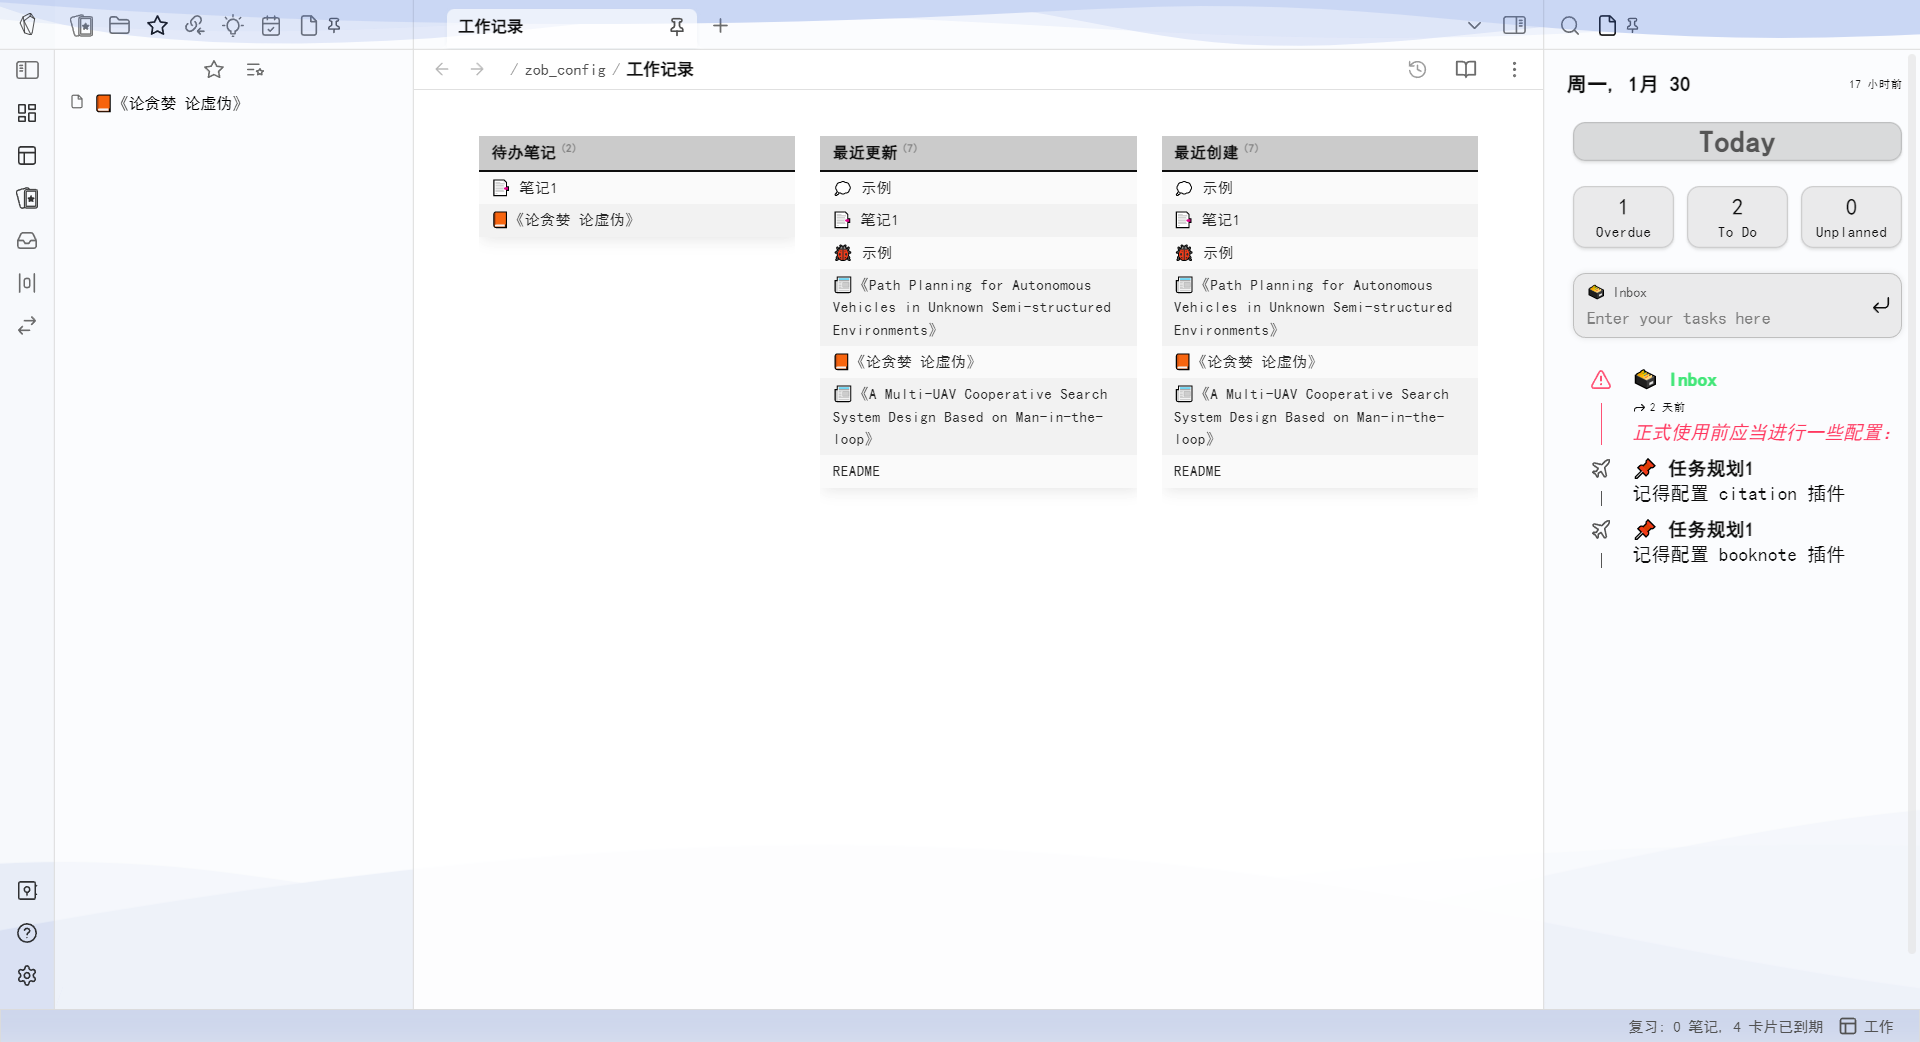 工作记录
/ zob_config / 工作记录
《论贪婪 论虚伪》
待办笔记 (2)
笔记1
《论贪婪 论虚伪》
最近更新 (7)
示例
笔记1
示例
《Path Planning for Autonomous
Vehicles in Unknown Semi-structured
Environments》
《论贪婪 论虚伪》
《A Multi-UAV Cooperative Search
System Design Based on Man-in-the-
loop》
README
最近创建 (7)
示例
笔记1
示例
《Path Planning for Autonomous
Vehicles in Unknown Semi-structured
Environments》
《论贪婪 论虚伪》
《A Multi-UAV Cooperative Search
System Design Based on Man-in-the-
loop》
README
周一, 1月 30
17 小时前
Today
1
Overdue
2
To Do
0
Unplanned
Inbox
Enter your tasks here
Inbox
2 天前
正式使用前应当进行一些配置：
任务规划1
记得配置 citation 插件
任务规划1
记得配置 booknote 插件
复习: 0 笔记, 4 卡片已到期
工作